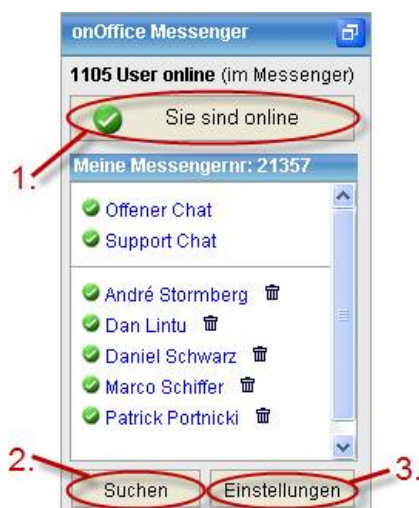 onOffice Messenger
1105 User online (im Messenger)
Sie sind online
1.
Meine Messengernr: 21357
Offener Chat
Support Chat
André Stormberg
Dan Lintu
Daniel Schwarz
Marco Schiffer
Patrick Portnicki
2.
3.
Suchen
Einstellungen